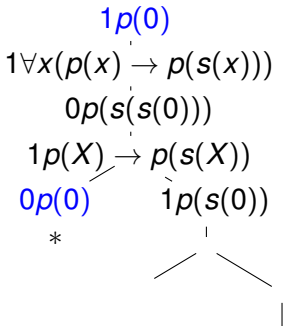 1p(0)
1∀x(p(x) → p(s(x)))
0p(s(s(0)))
1p(X) → p(s(X))
0p(0) 1p(s(0))
*